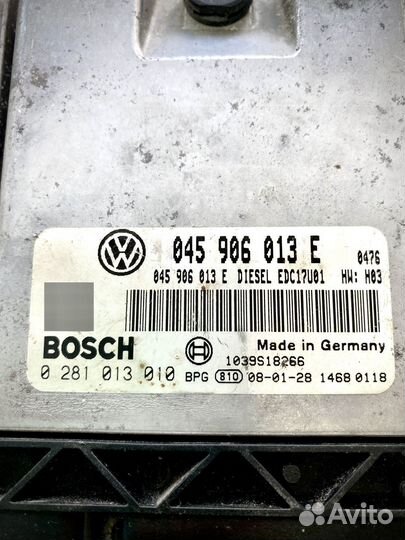 VW 045 906 013 E 0476
045 906 013 E DIESEL EDC17U01 HW: H03
BOSCH Made in Germany
1039S18266
0 281 013 010 BPG 810 08-01-28 1468 0118
Avito